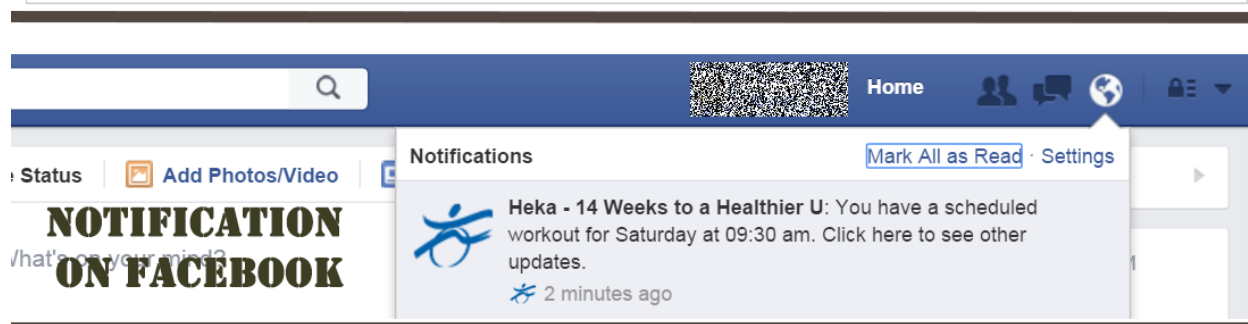 Home
Notifications
Mark All as Read · Settings
Status
Add Photos/Video
NOTIFICATION
ON FACEBOOK
What's on your mind?
Heka - 14 Weeks to a Healthier U: You have a scheduled
workout for Saturday at 09:30 am. Click here to see other
updates.
2 minutes ago